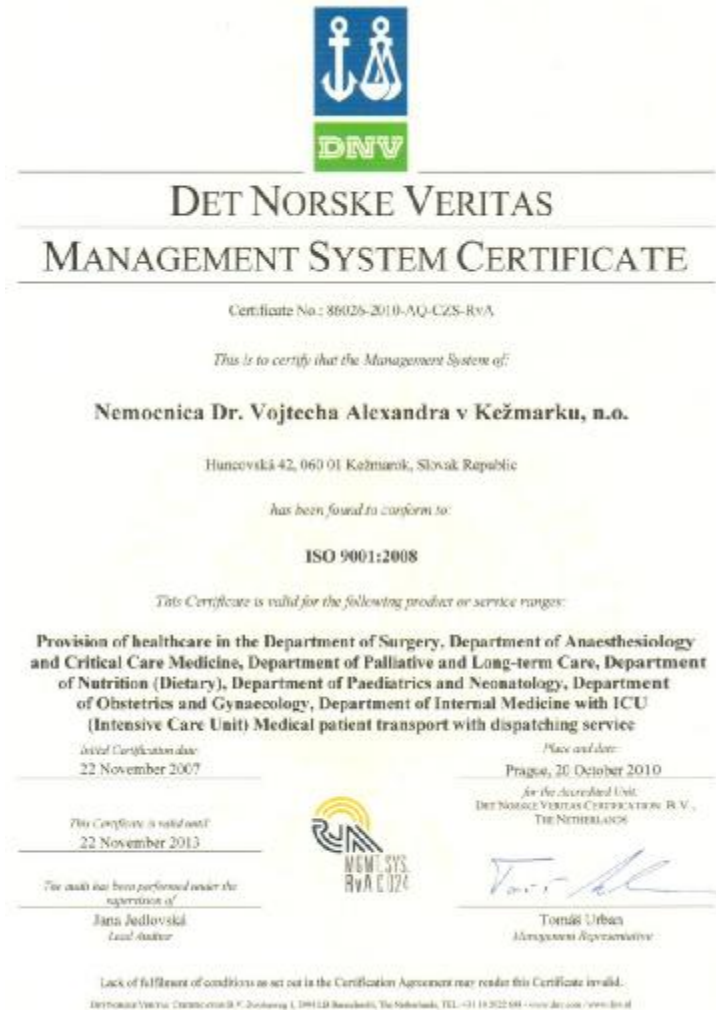 DNV
DET NORSKE VERITAS
MANAGEMENT SYSTEM CERTIFICATE
Certificate No.: 86026-2010-AQ-CZS-RvA
This is to certify that the Management System of:
Nemocnica Dr. Vojtecha Alexandra v Kežmarku, n.o.
Huncovská 42, 060 01 Kežmarok, Slovak Republic
has been found to conform to:
ISO 9001:2008
This Certificate is valid for the following product or service ranges:
Provision of healthcare in the Department of Surgery, Department of Anaesthesiology
and Critical Care Medicine, Department of Palliative and Long-term Care, Department
of Nutrition (Dietary), Department of Paediatrics and Neonatology, Department
of Obstetrics and Gynaecology, Department of Internal Medicine with ICU
(Intensive Care Unit) Medical patient transport with dispatching service
Initial Certification date:
22 November 2007
Place and date:
Prague, 20 October 2010
for the Accredited Unit:
DET NORSKE VERITAS CERTIFICATION B.V.,
THE NETHERLANDS
This Certificate is valid until:
22 November 2013
RvA
MGMT. SYS.
RvA C 024
The audit has been performed under the
supervision of
Jana Jedlovská
Lead Auditor
Tomáš Urban
Management Representative
Lack of fulfilment of conditions as set out in the Certification Agreement may render this Certificate invalid.
DET NORSKE VERITAS CERTIFICATION B.V. The Netherlands, TEL: